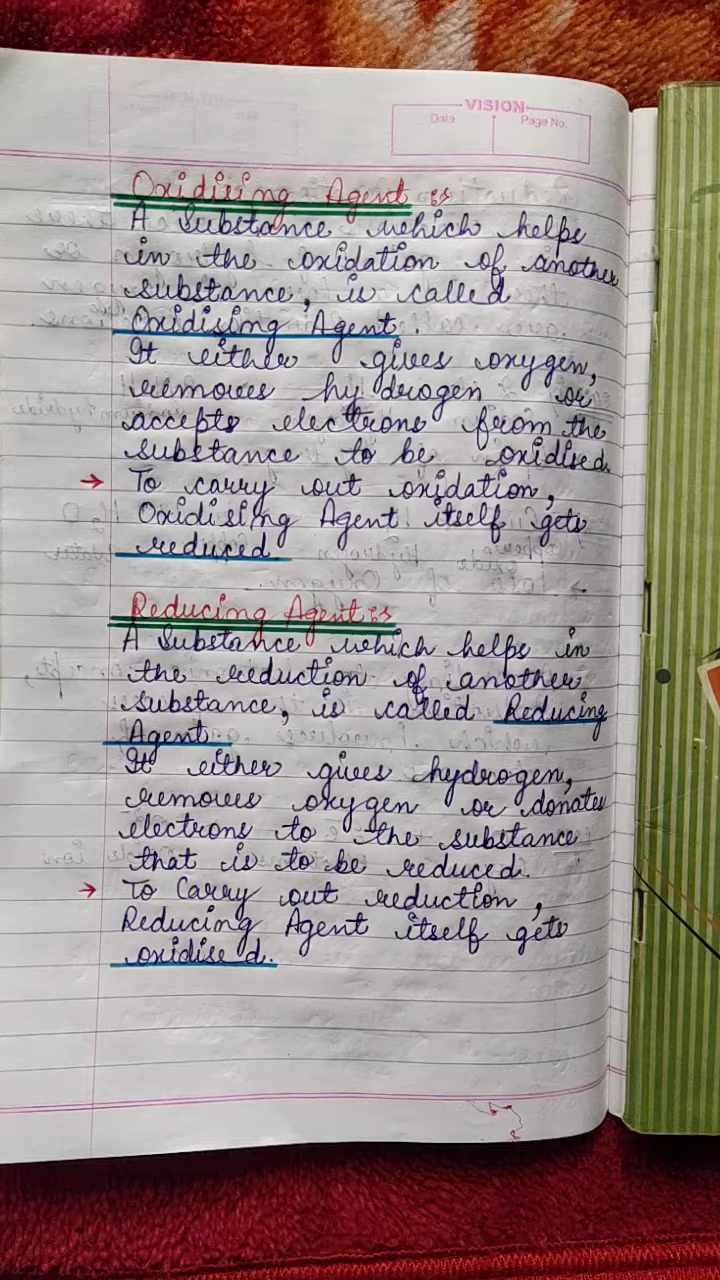 VISION
Date Page No.
Oxidising Agent :-
A Substance which helps
in the oxidation of another
substance, is called
Oxidising Agent.
It either gives oxygen,
removes hydrogen or
accepts electrons from the
substance to be oxidised.
→ To carry out oxidation,
Oxidising Agent itself gets
reduced.
Reducing Agent :-
A Substance which helps in
the reduction of another
substance, is called Reducing
Agent.
It either gives hydrogen,
removes oxygen or donates
electrons to the substance
that is to be reduced.
→ To Carry out reduction,
Reducing Agent itself gets
oxidised.